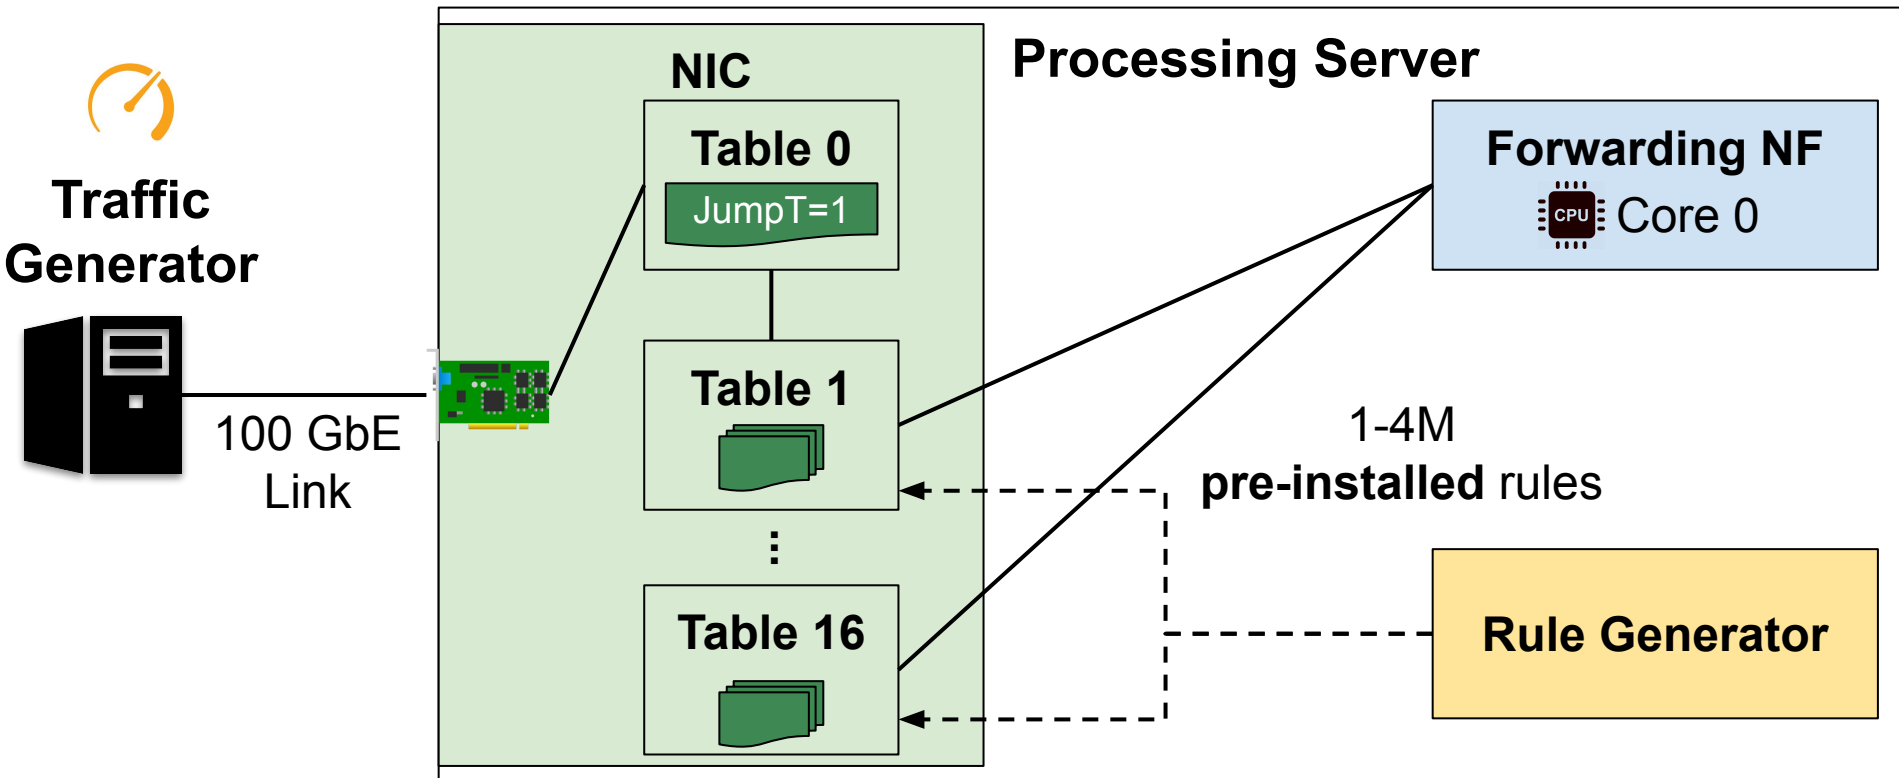 Processing Server
NIC
Table 0
JumpT=1
Traffic
Generator
100 GbE
Link
Table 1
⋮
Table 16
Forwarding NF
CPU Core 0
1-4M
pre-installed rules
Rule Generator